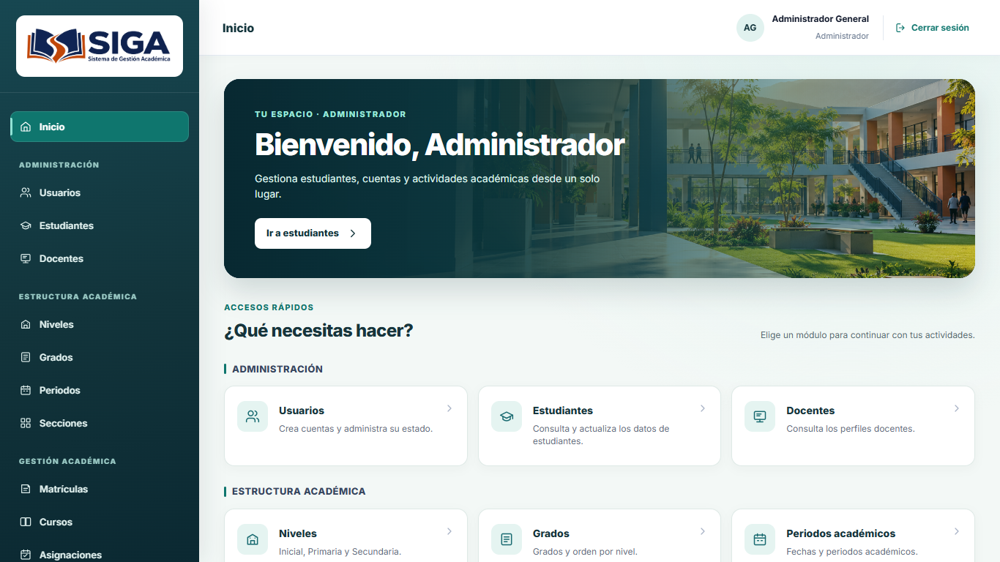 SIGA
Sistema de Gestión Académica
Inicio
ADMINISTRACIÓN
Usuarios
Estudiantes
Docentes
ESTRUCTURA ACADÉMICA
Niveles
Grados
Periodos
Secciones
GESTIÓN ACADÉMICA
Matrículas
Cursos
Asignaciones
Inicio
AG
Administrador General
Administrador
Cerrar sesión
TU ESPACIO · ADMINISTRADOR
Bienvenido, Administrador
Gestiona estudiantes, cuentas y actividades académicas desde un solo
lugar.
Ir a estudiantes
ACCESOS RÁPIDOS
¿Qué necesitas hacer?
Elige un módulo para continuar con tus actividades.
ADMINISTRACIÓN
Usuarios
Crea cuentas y administra su estado.
Estudiantes
Consulta y actualiza los datos de
estudiantes.
Docentes
Consulta los perfiles docentes.
ESTRUCTURA ACADÉMICA
Niveles
Inicial, Primaria y Secundaria.
Grados
Grados y orden por nivel.
Periodos académicos
Fechas y periodos académicos.